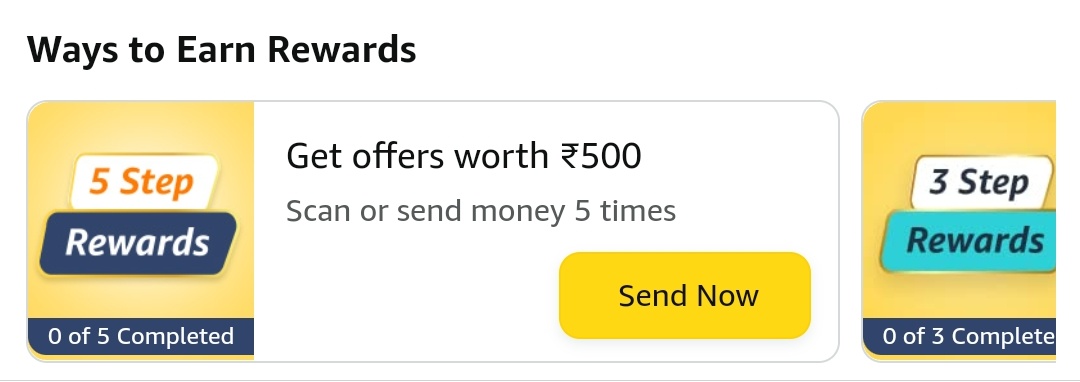 Ways to Earn Rewards
5 Step
Rewards
0 of 5 Completed
Get offers worth ₹500
Scan or send money 5 times
Send Now
3 Step
Rewards
0 of 3 Complete